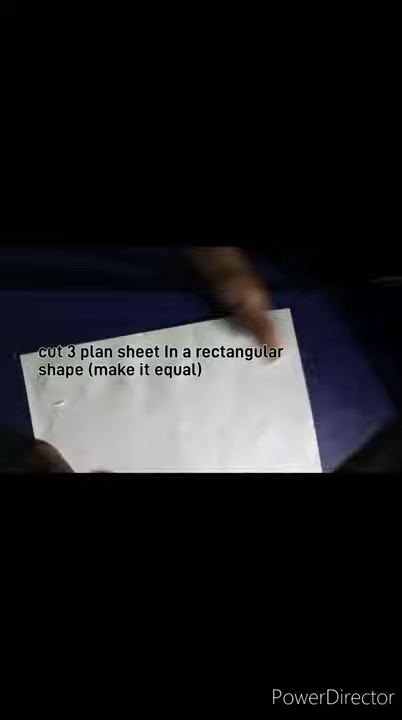 cut 3 plan sheet In a rectangular
shape (make it equal)
PowerDirector